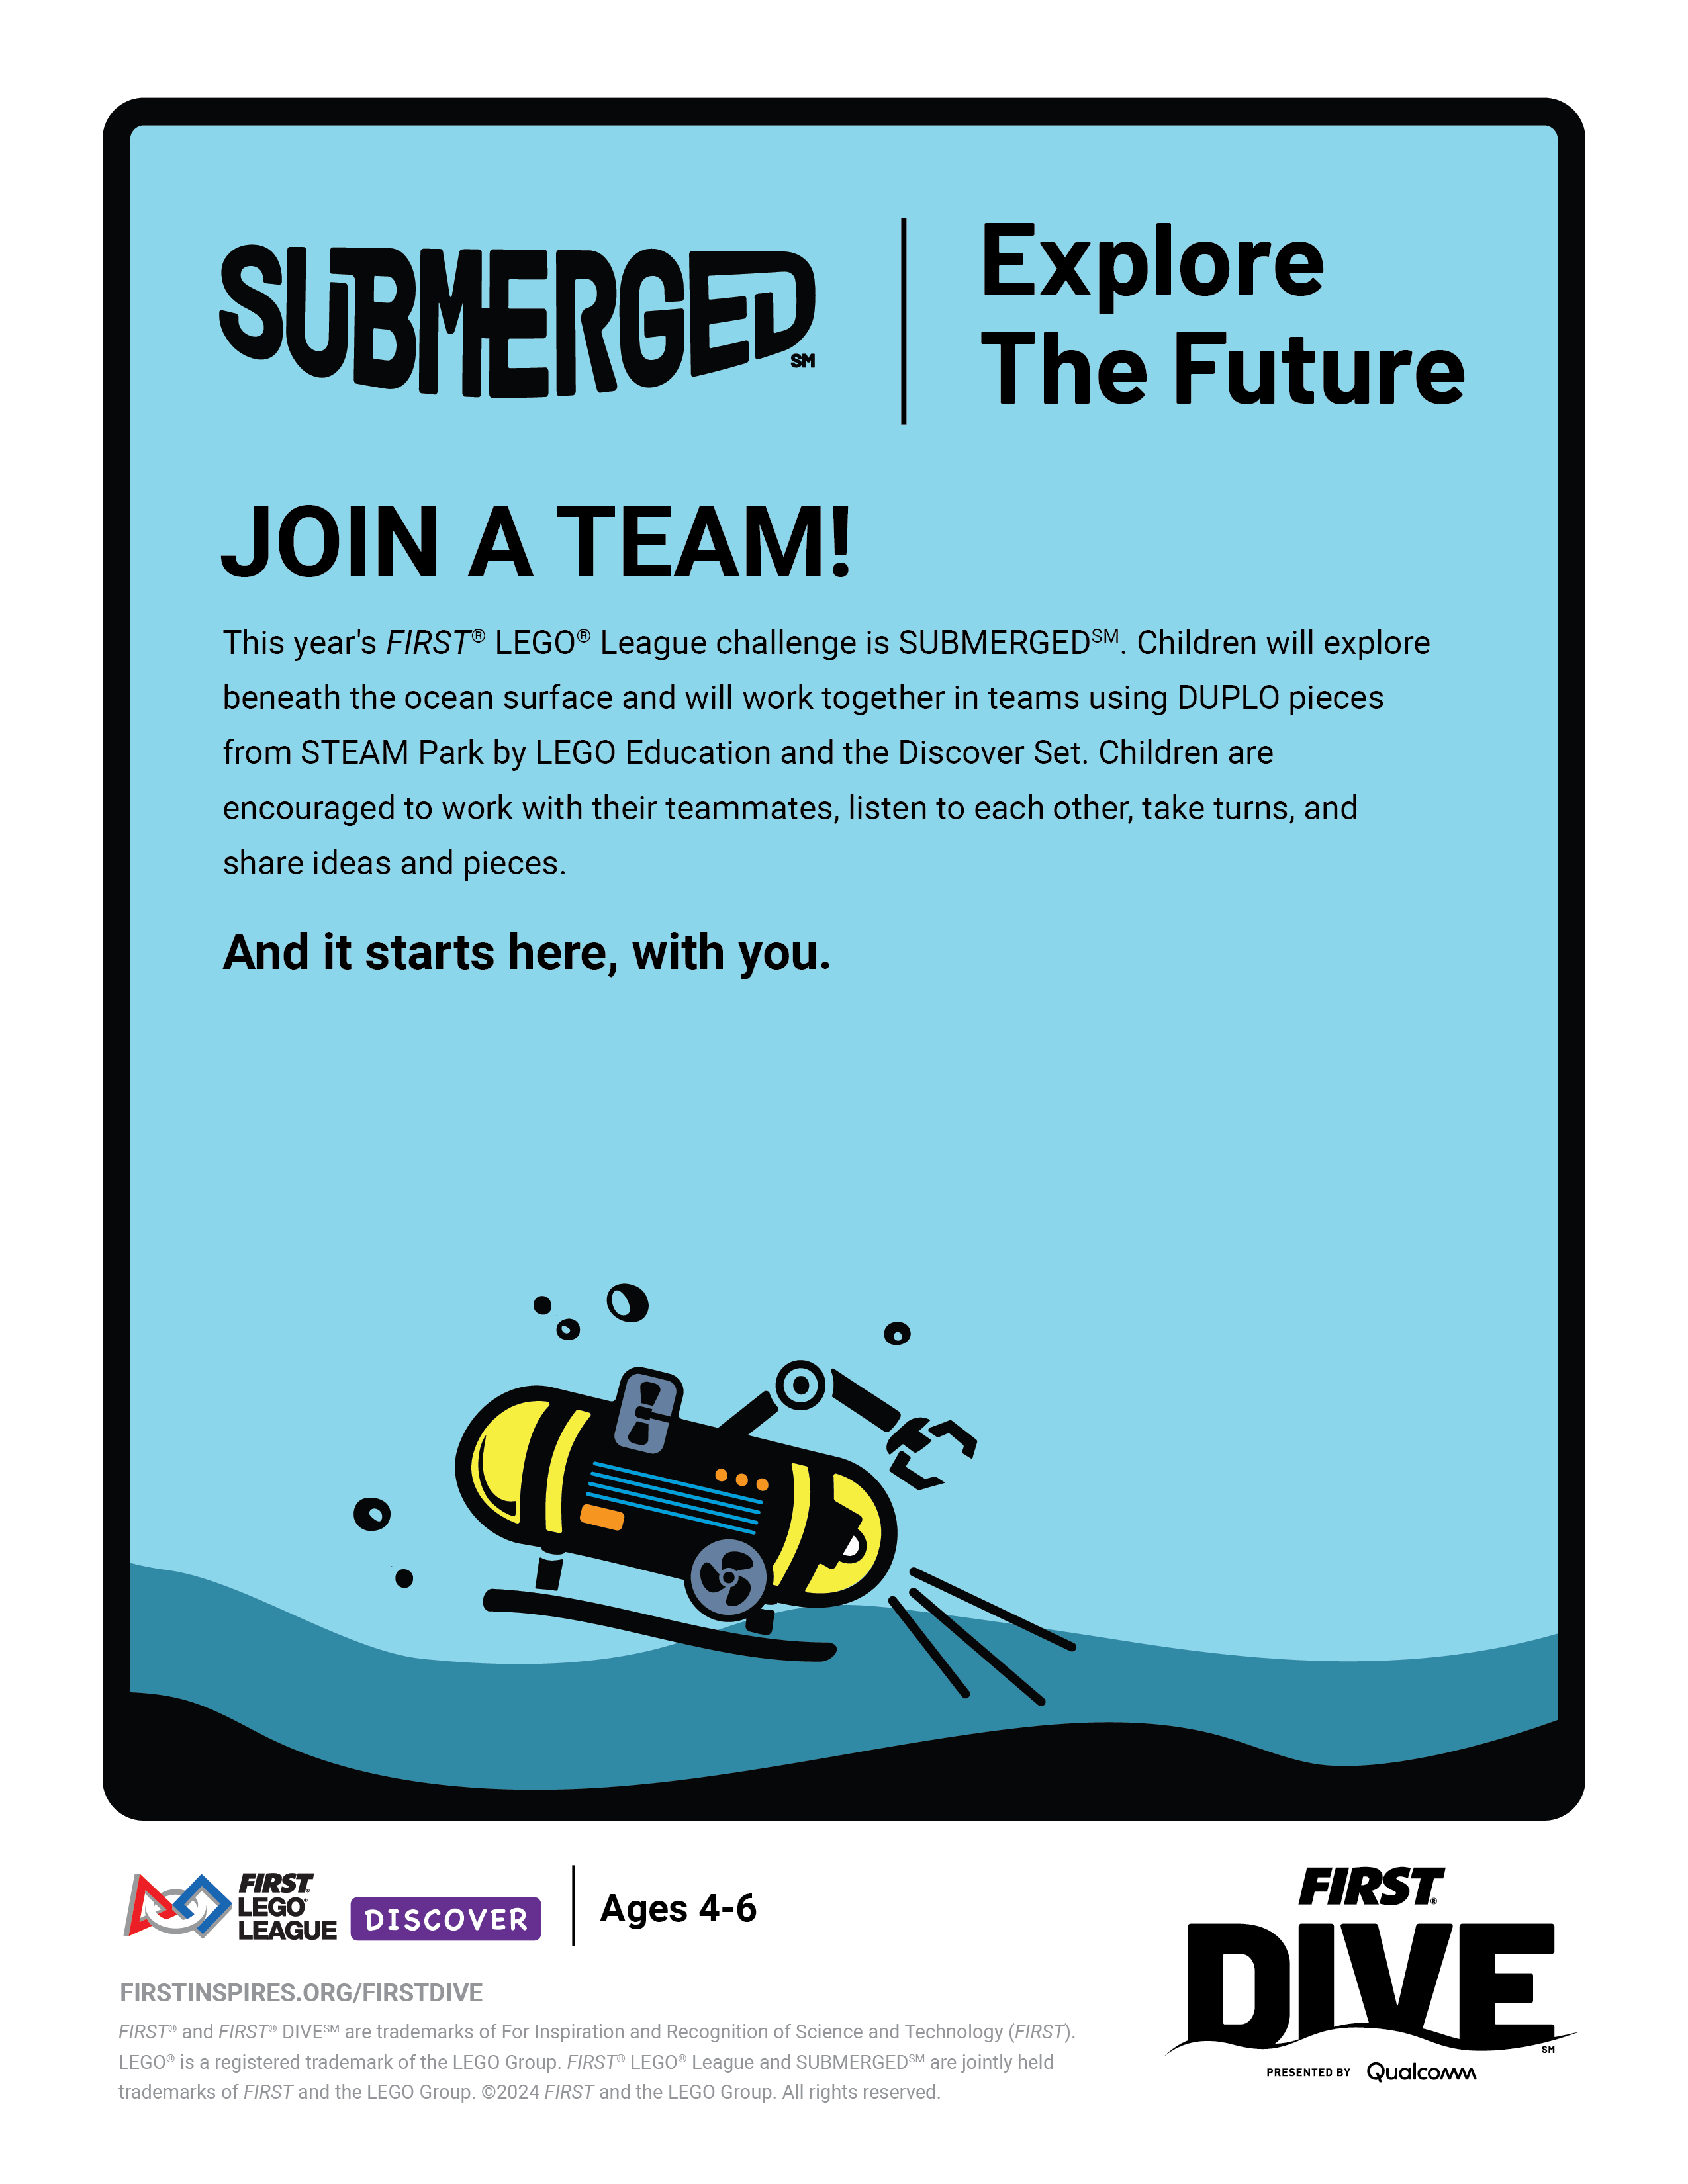 SUBMERGED SM
Explore
The Future
JOIN A TEAM!
This year's FIRST® LEGO® League challenge is SUBMERGED℠. Children will explore
beneath the ocean surface and will work together in teams using DUPLO pieces
from STEAM Park by LEGO Education and the Discover Set. Children are
encouraged to work with their teammates, listen to each other, take turns, and
share ideas and pieces.
And it starts here, with you.
FIRST®
LEGO®
LEAGUE
DISCOVER
Ages 4-6
FIRSTINSPIRES.ORG/FIRSTDIVE
FIRST® and FIRST® DIVE℠ are trademarks of For Inspiration and Recognition of Science and Technology (FIRST).
LEGO® is a registered trademark of the LEGO Group. FIRST® LEGO® League and SUBMERGED℠ are jointly held
trademarks of FIRST and the LEGO Group. ©2024 FIRST and the LEGO Group. All rights reserved.
FIRST®
DIVE SM
PRESENTED BY Qualcomm